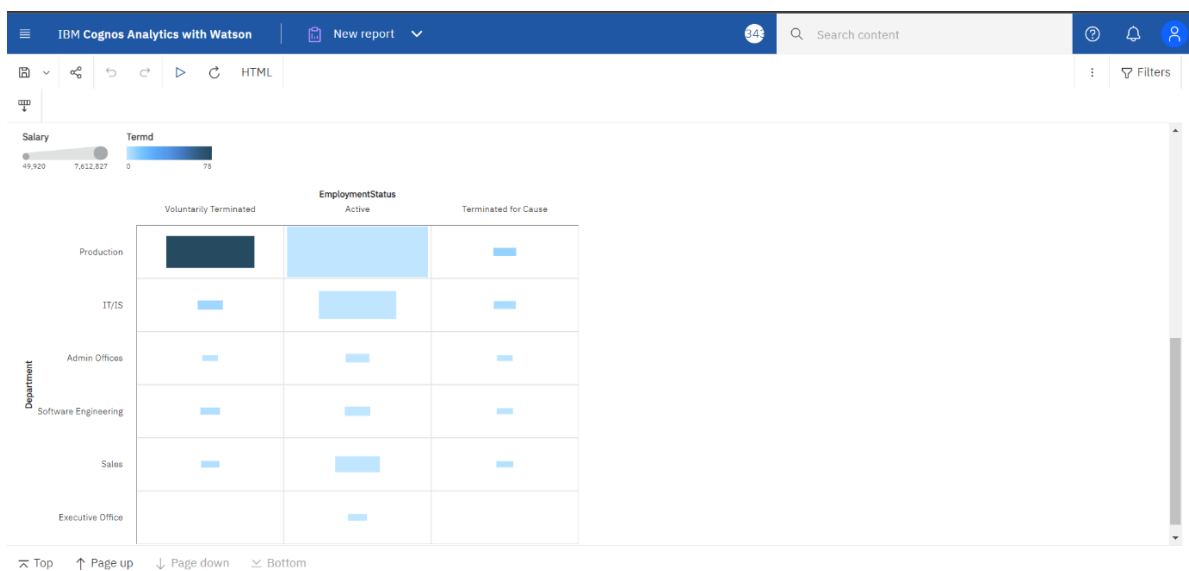 IBM Cognos Analytics with Watson
New report
343
Search content
HTML
Filters
Salary
49,920 7,612,827
Termd
0 78
EmploymentStatus
Voluntarily Terminated Active Terminated for Cause
Department
Production
IT/IS
Admin Offices
Software Engineering
Sales
Executive Office
Top Page up Page down Bottom